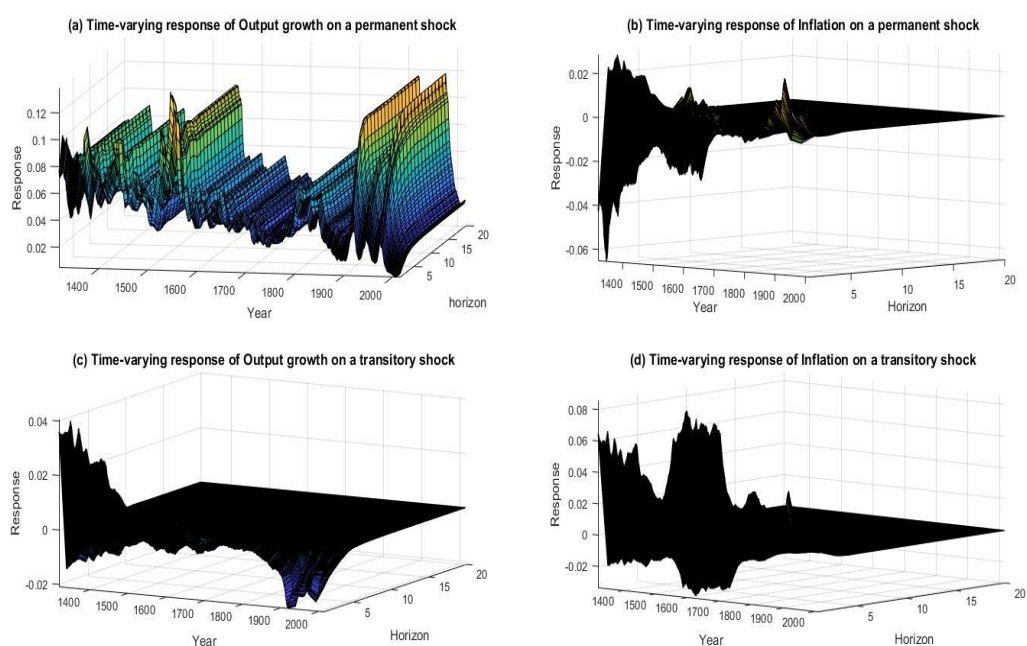 (a) Time-varying response of Output growth on a permanent shock
0.12
0.1
0.08
0.06
0.04
0.02
Response
1400 1500 1600 1700 1800 1900 2000
Year
5 10 15 20
horizon
(b) Time-varying response of Inflation on a permanent shock
0.02
0
-0.02
-0.04
-0.06
Response
1400 1500 1600 1700 1800 1900 2000
Year
5 10 15 20
Horizon
(c) Time-varying response of Output growth on a transitory shock
0.04
0.02
0
-0.02
Response
1400 1500 1600 1700 1800 1900 2000
Year
5 10 15 20
Horizon
(d) Time-varying response of Inflation on a transitory shock
0.08
0.06
0.04
0.02
0
-0.02
Response
1400 1500 1600 1700 1800 1900 2000
Year
5 10 15 20
Horizon